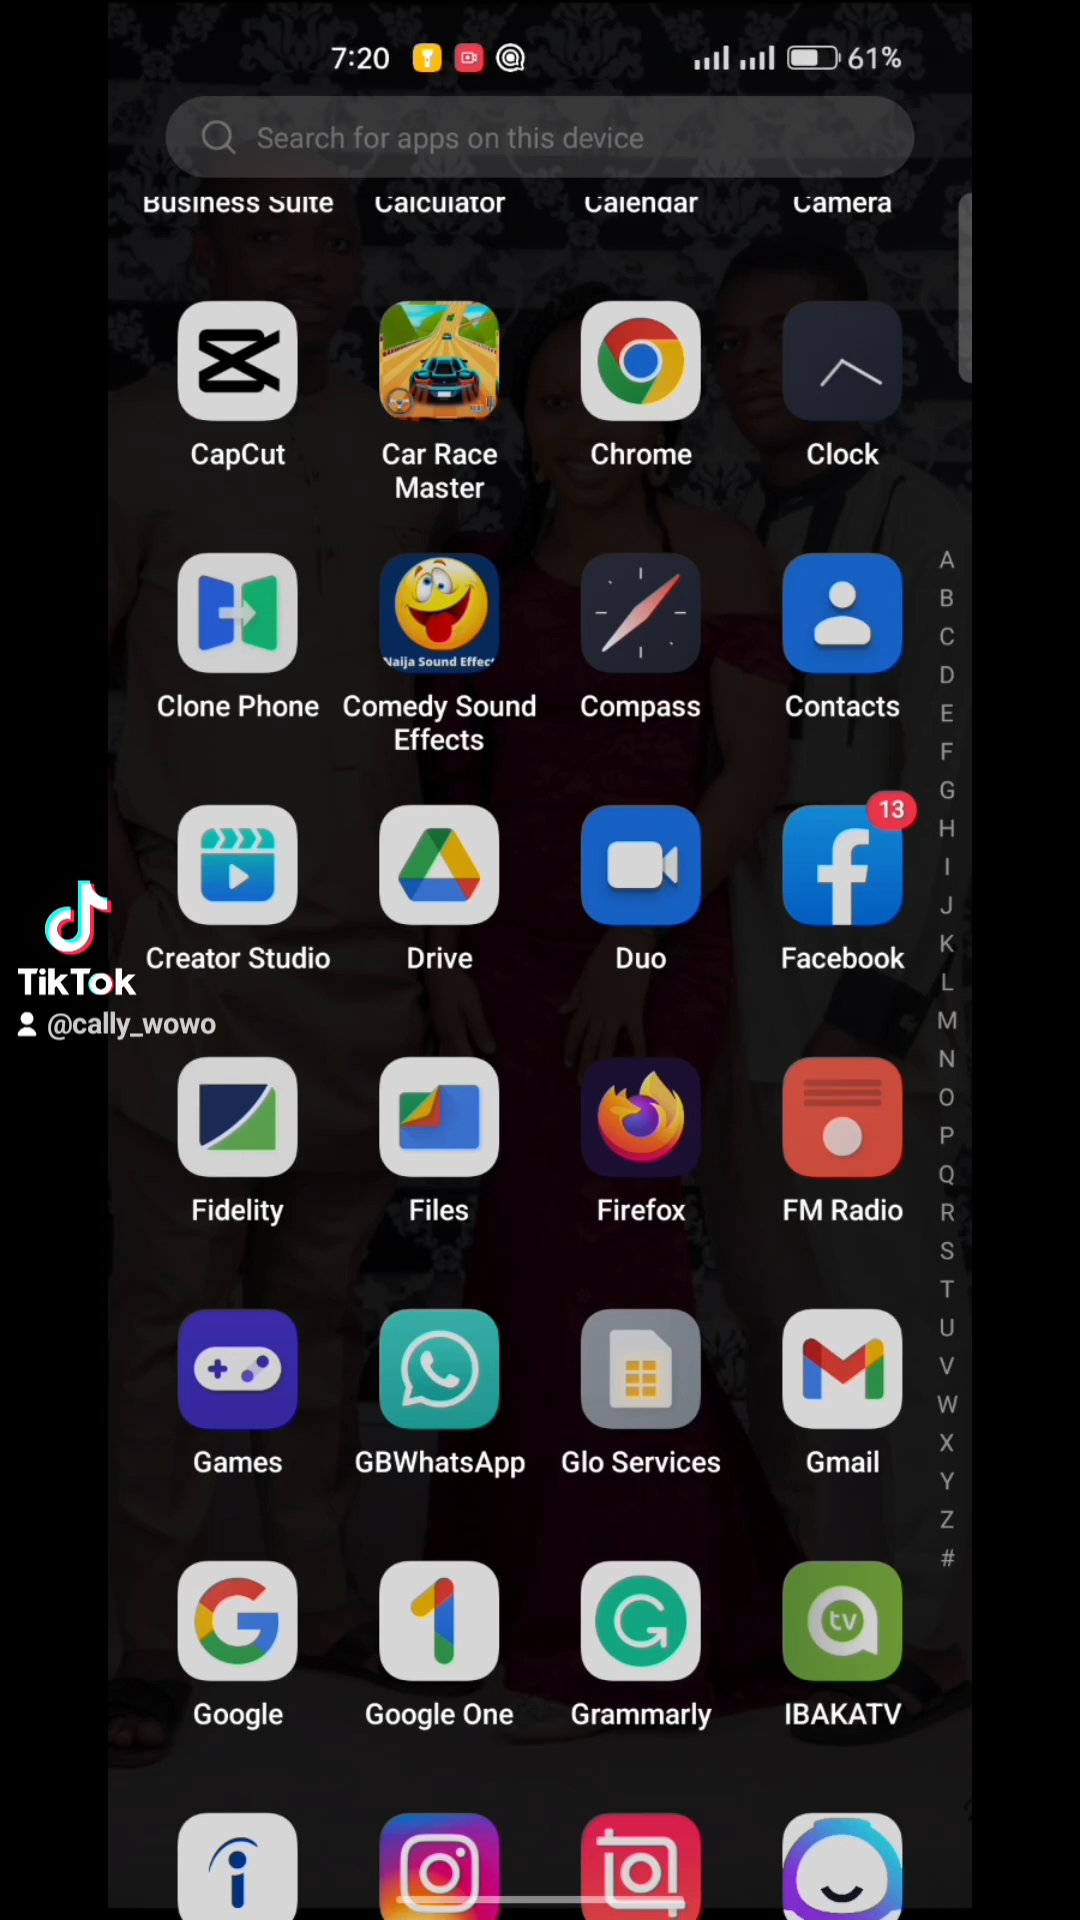 7:20 61%
Search for apps on this device
Business Suite Calculator Calendar Camera
CapCut Car Race Master Chrome Clock
Naija Sound Effect
Clone Phone Comedy Sound Effects Compass Contacts
13
Creator Studio Drive Duo Facebook
TikTok
@cally_wowo
Fidelity Files Firefox FM Radio
Games GBWhatsApp Glo Services Gmail
tv
Google Google One Grammarly IBAKATV
A
B
C
D
E
F
G
H
I
J
K
L
M
N
O
P
Q
R
S
T
U
V
W
X
Y
Z
#